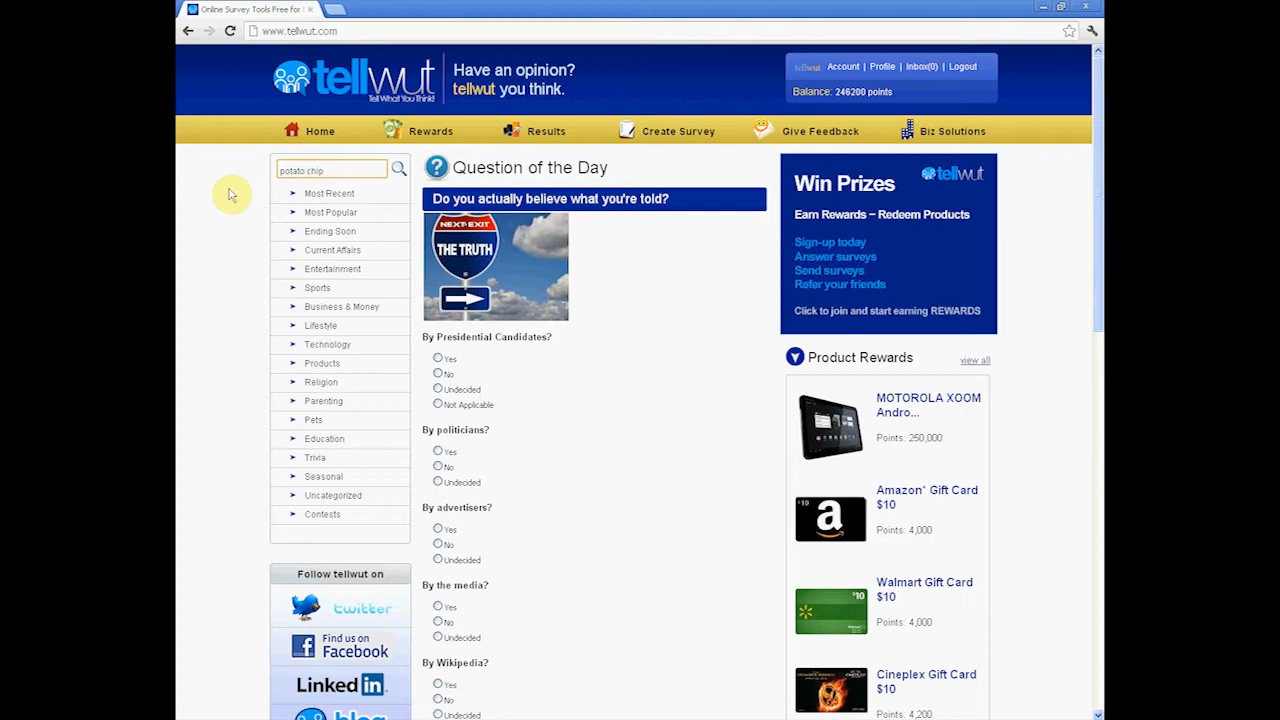 Online Survey Tools Free for
www.tellwut.com
tellwut
Tell What You Think!
Have an opinion?
tellwut you think.
tellwut Account | Profile | Inbox(0) | Logout
Balance: 246200 points
Home
Rewards
Results
Create Survey
Give Feedback
Biz Solutions
potato chip
Most Recent
Most Popular
Ending Soon
Current Affairs
Entertainment
Sports
Business & Money
Lifestyle
Technology
Products
Religion
Parenting
Pets
Education
Trivia
Seasonal
Uncategorized
Contests
Follow tellwut on
twitter
Find us on
Facebook
LinkedIn
blog
Question of the Day
Do you actually believe what you're told?
NEXT EXIT
THE TRUTH
By Presidential Candidates?
Yes
No
Undecided
Not Applicable
By politicians?
Yes
No
Undecided
By advertisers?
Yes
No
Undecided
By the media?
Yes
No
Undecided
By Wikipedia?
Yes
No
Undecided
Win Prizes
tellwut
Earn Rewards – Redeem Products
Sign-up today
Answer surveys
Send surveys
Refer your friends
Click to join and start earning REWARDS
Product Rewards
view all
MOTOROLA XOOM
Andro...
Points: 250,000
Amazon* Gift Card
$10
Points: 4,000
Walmart Gift Card
$10
Points: 4,000
Cineplex Gift Card
$10
Points: 4,200